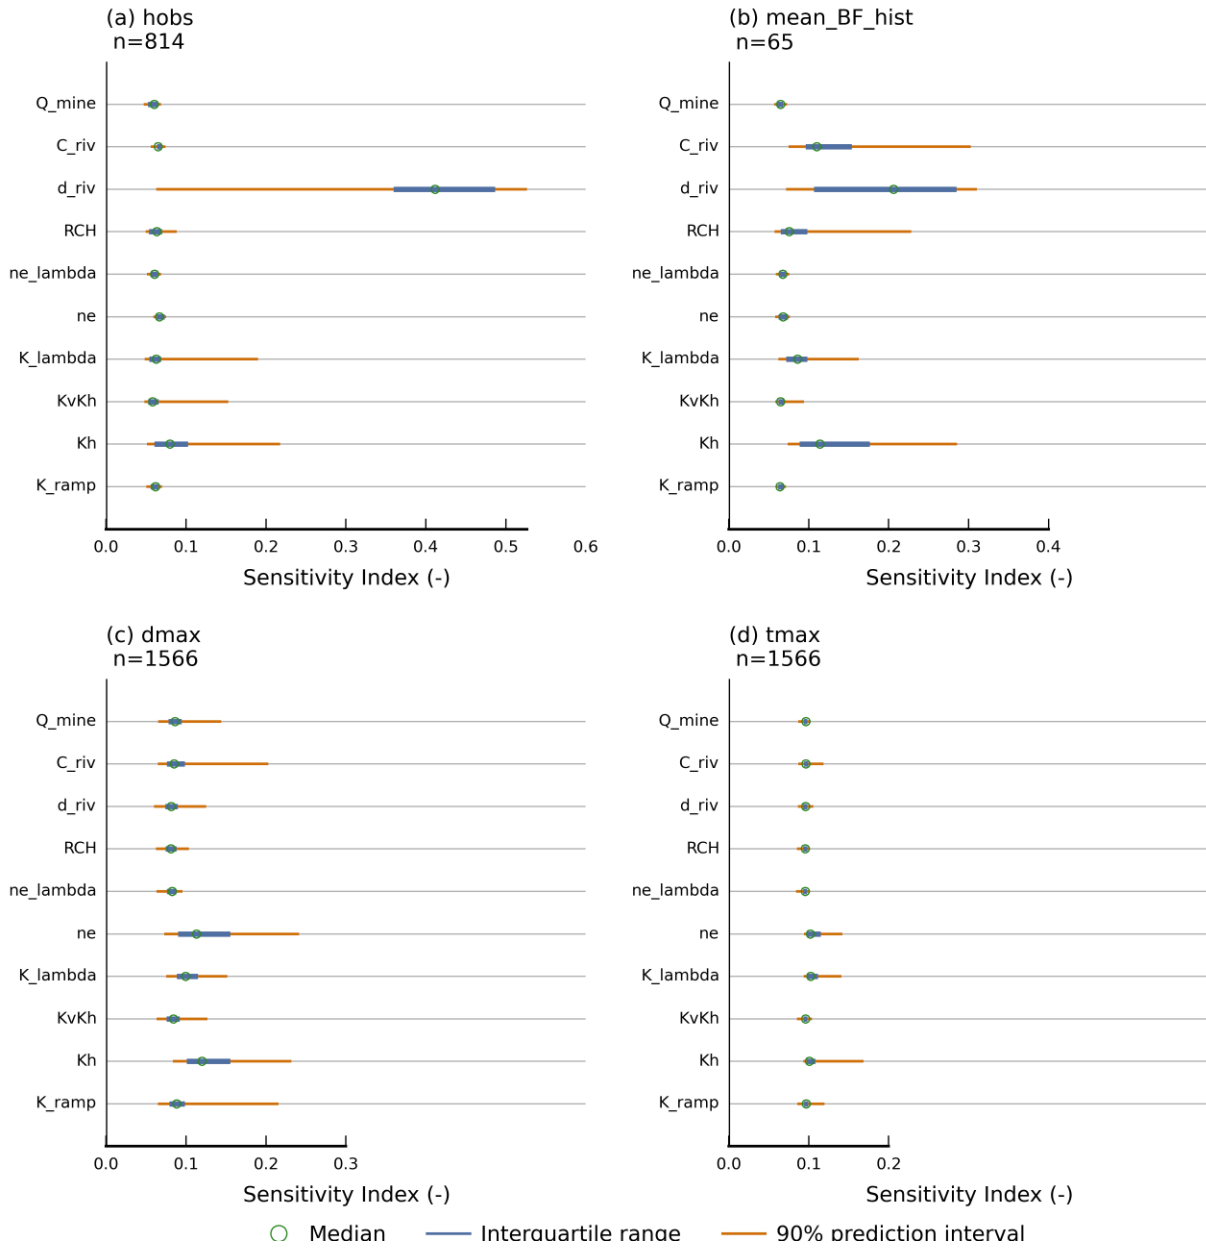 (a) hobs
n=814
Q_mine
C_riv
d_riv
RCH
ne_lambda
ne
K_lambda
KvKh
Kh
K_ramp
0.0 0.1 0.2 0.3 0.4 0.5 0.6
Sensitivity Index (-)
(b) mean_BF_hist
n=65
Q_mine
C_riv
d_riv
RCH
ne_lambda
ne
K_lambda
KvKh
Kh
K_ramp
0.0 0.1 0.2 0.3 0.4
Sensitivity Index (-)
(c) dmax
n=1566
Q_mine
C_riv
d_riv
RCH
ne_lambda
ne
K_lambda
KvKh
Kh
K_ramp
0.0 0.1 0.2 0.3
Sensitivity Index (-)
(d) tmax
n=1566
Q_mine
C_riv
d_riv
RCH
ne_lambda
ne
K_lambda
KvKh
Kh
K_ramp
0.0 0.1 0.2
Sensitivity Index (-)
Median Interquartile range 90% prediction interval